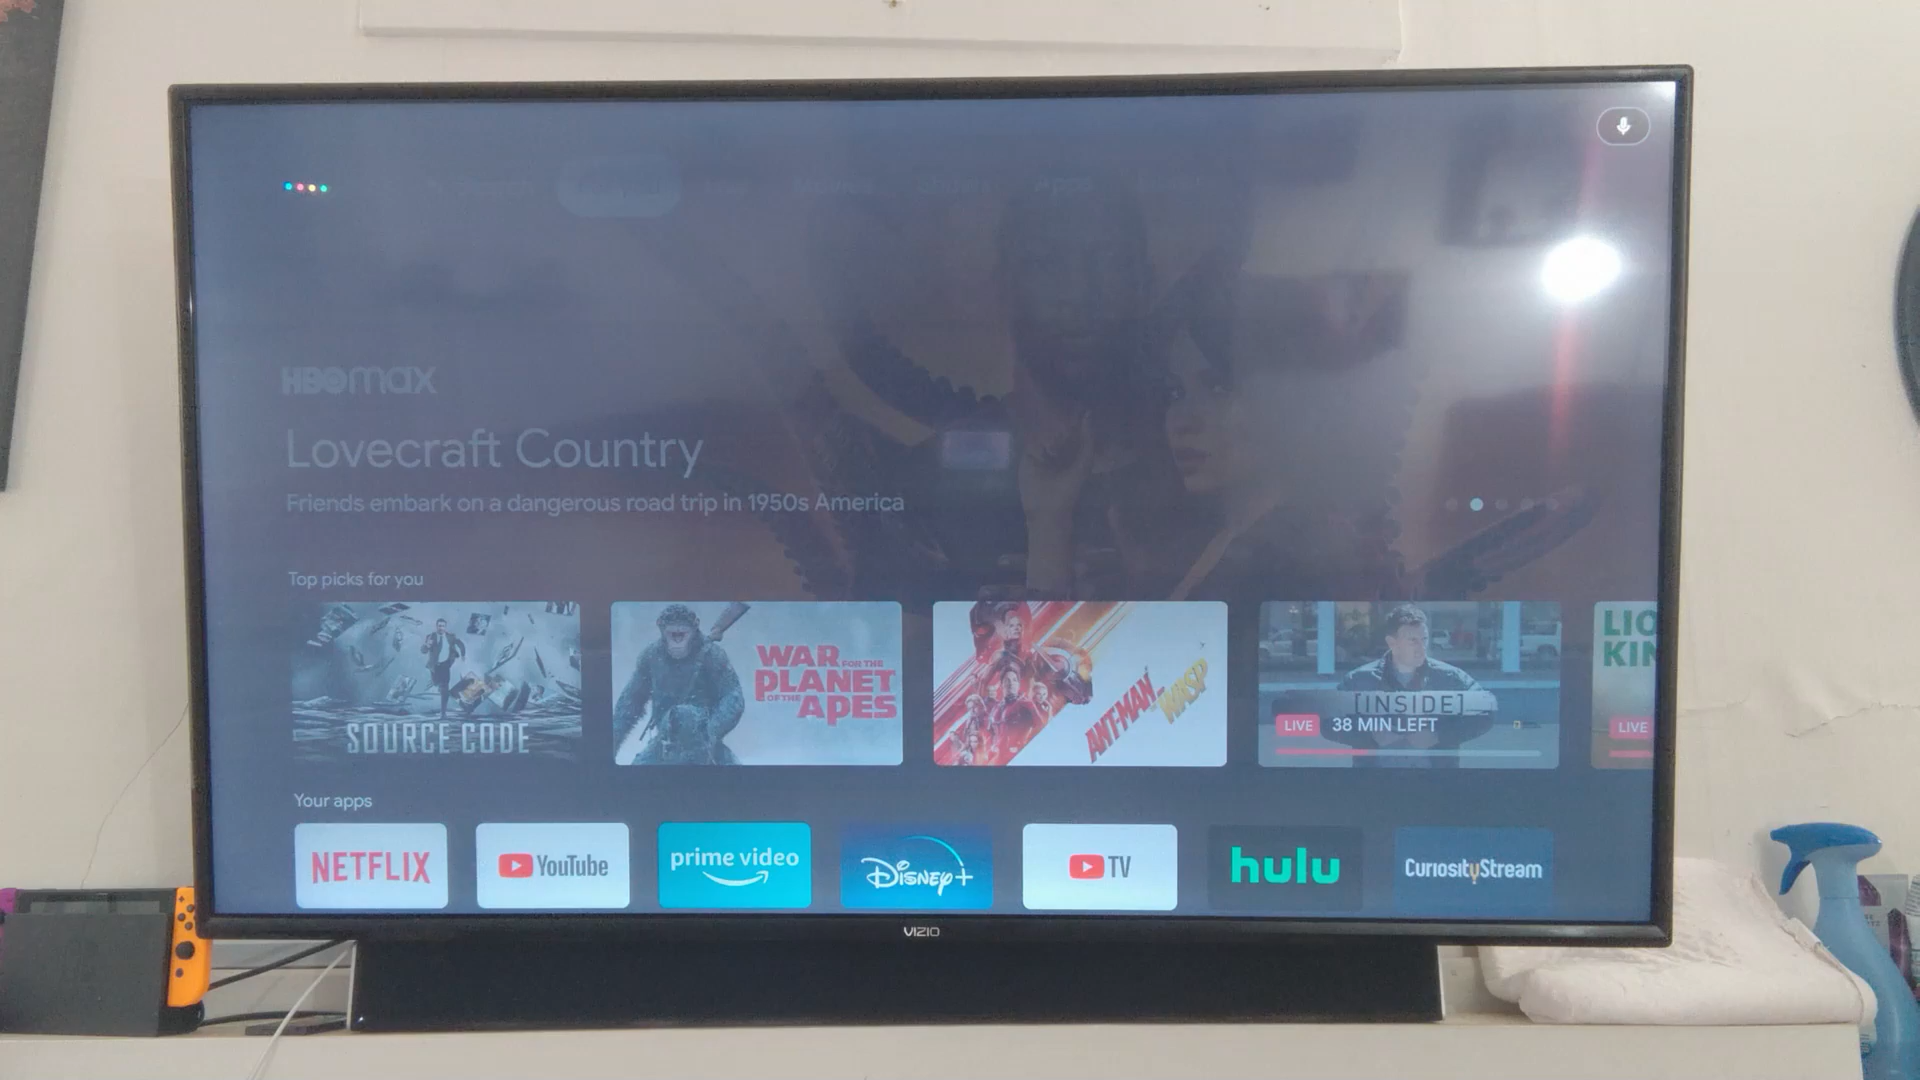 HBOmax
Lovecraft Country
Friends embark on a dangerous road trip in 1950s America
Top picks for you
SOURCE CODE
WAR FOR THE
PLANET
OF THE APES
ANT-MAN
WASP
[INSIDE]
LIVE 38 MIN LEFT
LIO
KIN
LIVE
Your apps
NETFLIX
YouTube
prime video
Disney+
TV
hulu
CuriosityStream
VIZIO